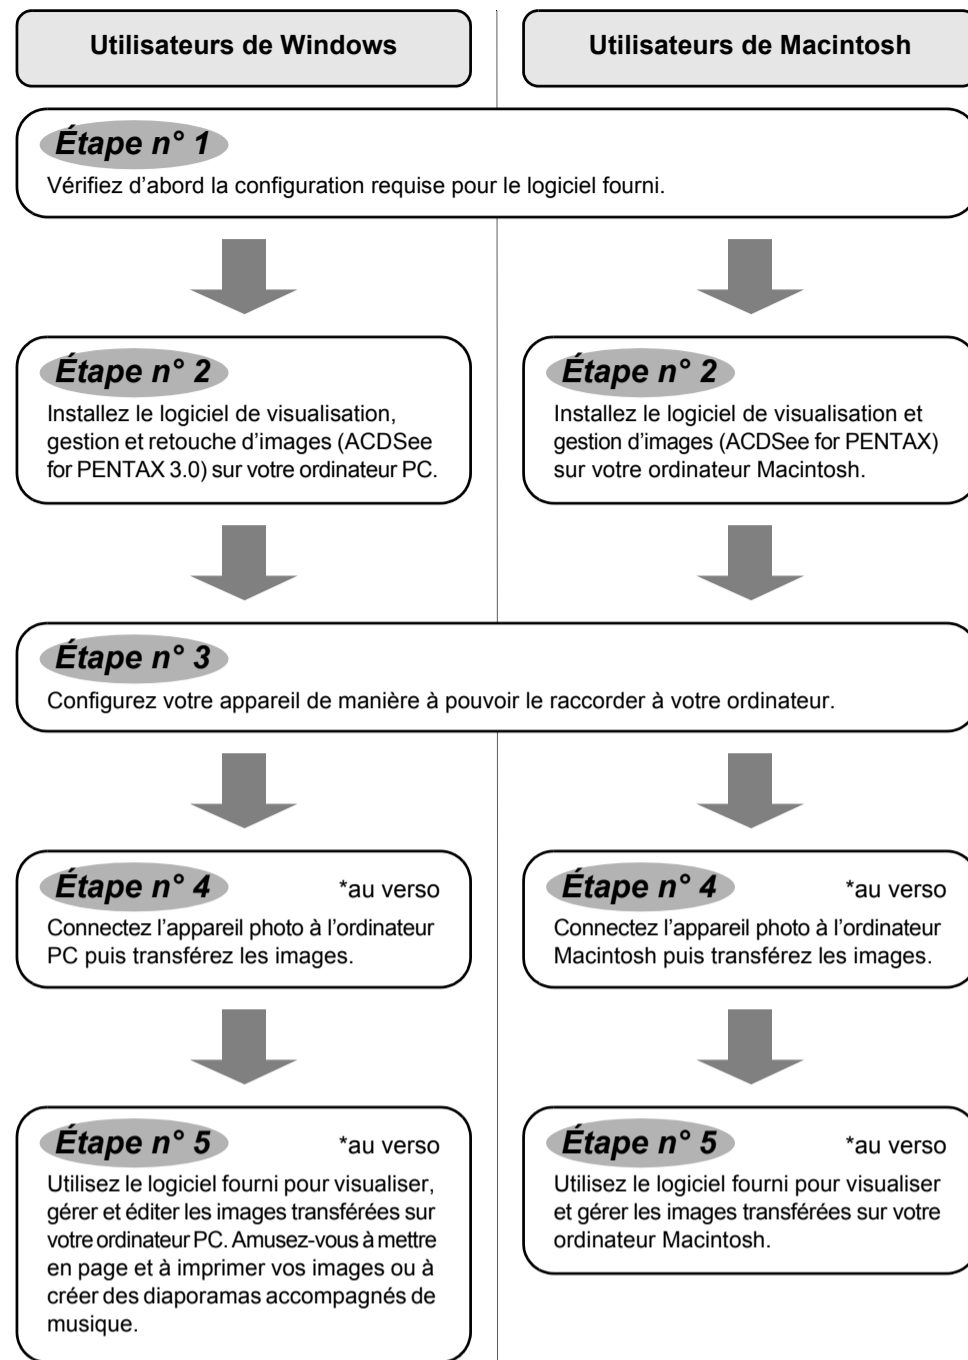 Utilisateurs de Windows
Utilisateurs de Macintosh
Étape n° 1
Vérifiez d’abord la configuration requise pour le logiciel fourni.
Étape n° 2
Installez le logiciel de visualisation,
gestion et retouche d’images (ACDSee
for PENTAX 3.0) sur votre ordinateur PC.
Étape n° 2
Installez le logiciel de visualisation et
gestion d’images (ACDSee for PENTAX)
sur votre ordinateur Macintosh.
Étape n° 3
Configurez votre appareil de manière à pouvoir le raccorder à votre ordinateur.
Étape n° 4 *au verso
Connectez l’appareil photo à l’ordinateur
PC puis transférez les images.
Étape n° 4 *au verso
Connectez l’appareil photo à l’ordinateur
Macintosh puis transférez les images.
Étape n° 5 *au verso
Utilisez le logiciel fourni pour visualiser,
gérer et éditer les images transférées sur
votre ordinateur PC. Amusez-vous à mettre
en page et à imprimer vos images ou à
créer des diaporamas accompagnés de
musique.
Étape n° 5 *au verso
Utilisez le logiciel fourni pour visualiser
et gérer les images transférées sur votre
ordinateur Macintosh.